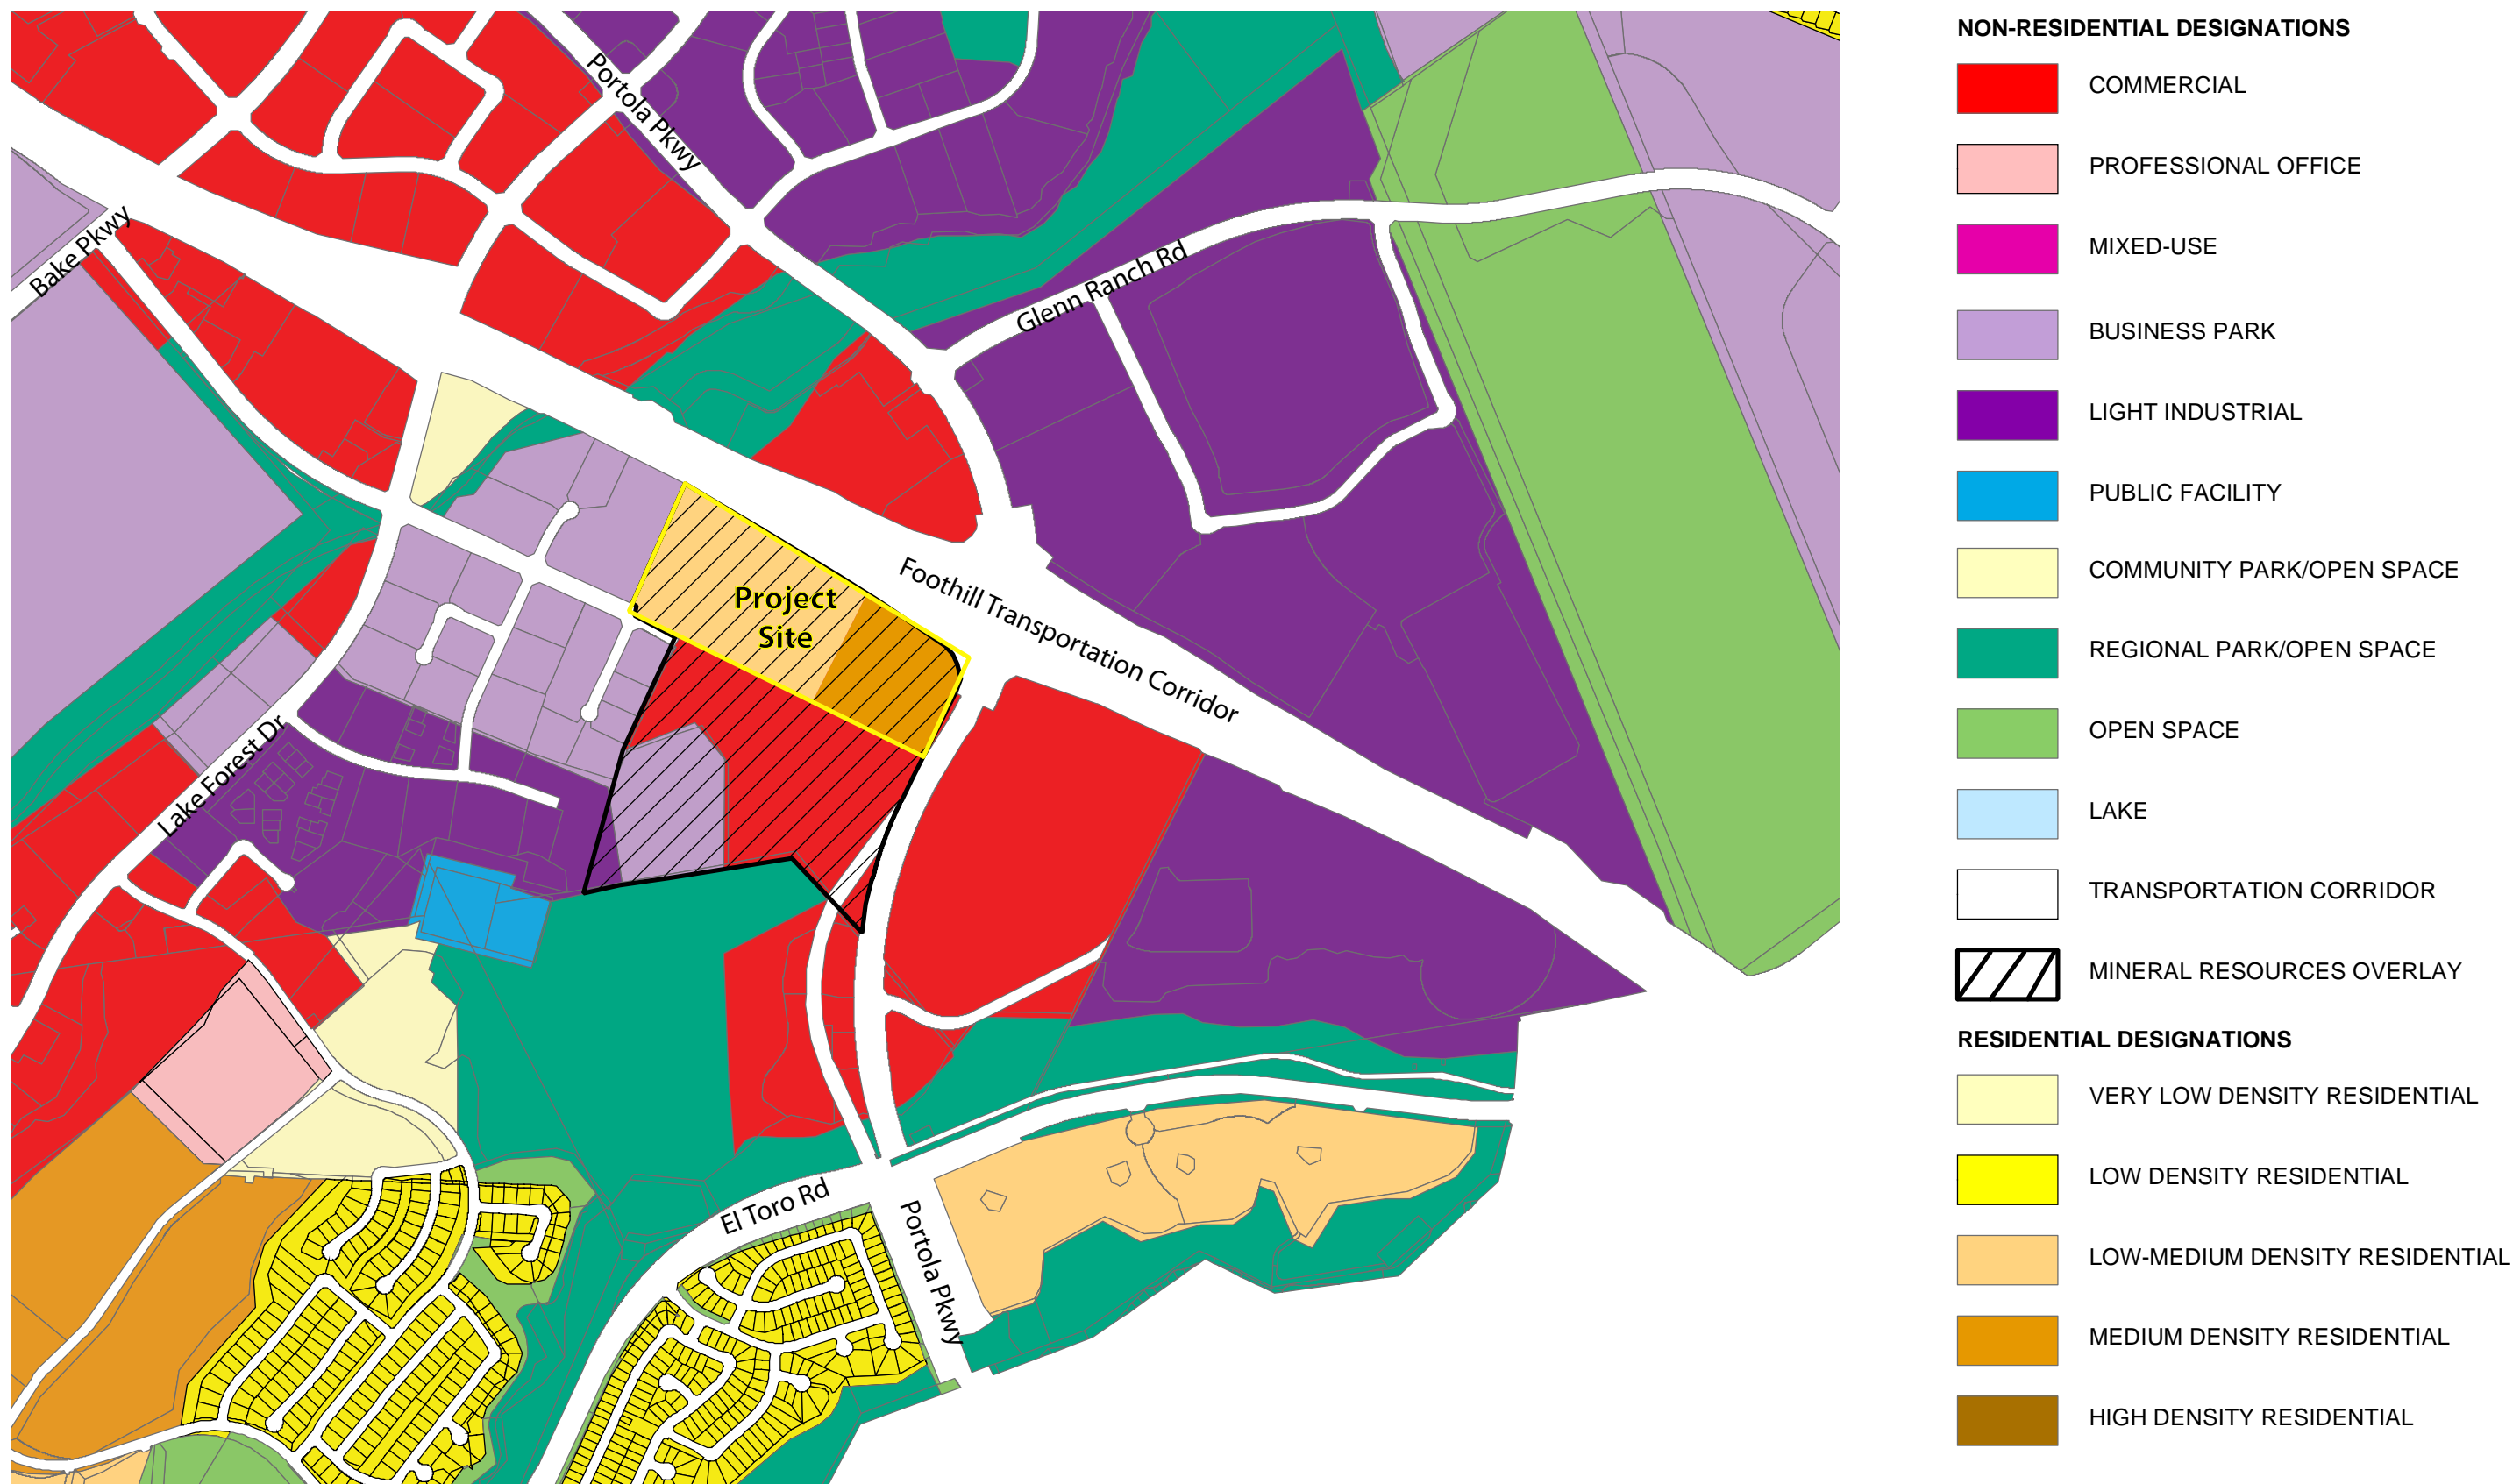 Portola Pkwy
Bake Pkwy
Glenn Ranch Rd
Foothill Transportation Corridor
Project
Site
Lake Forest Dr
El Toro Rd
Portola Pkwy
NON-RESIDENTIAL DESIGNATIONS
COMMERCIAL
PROFESSIONAL OFFICE
MIXED-USE
BUSINESS PARK
LIGHT INDUSTRIAL
PUBLIC FACILITY
COMMUNITY PARK/OPEN SPACE
REGIONAL PARK/OPEN SPACE
OPEN SPACE
LAKE
TRANSPORTATION CORRIDOR
MINERAL RESOURCES OVERLAY
RESIDENTIAL DESIGNATIONS
VERY LOW DENSITY RESIDENTIAL
LOW DENSITY RESIDENTIAL
LOW-MEDIUM DENSITY RESIDENTIAL
MEDIUM DENSITY RESIDENTIAL
HIGH DENSITY RESIDENTIAL